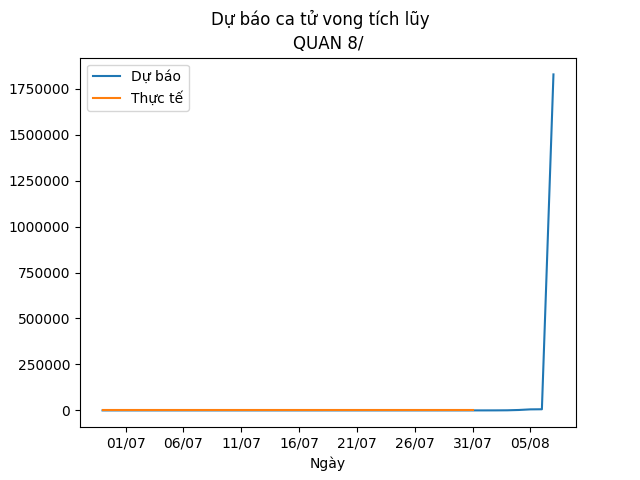 Dự báo ca tử vong tích lũy
QUAN 8/
Dự báo
Thực tế
1750000
1500000
1250000
1000000
750000
500000
250000
0
01/07 06/07 11/07 16/07 21/07 26/07 31/07 05/08
Ngày